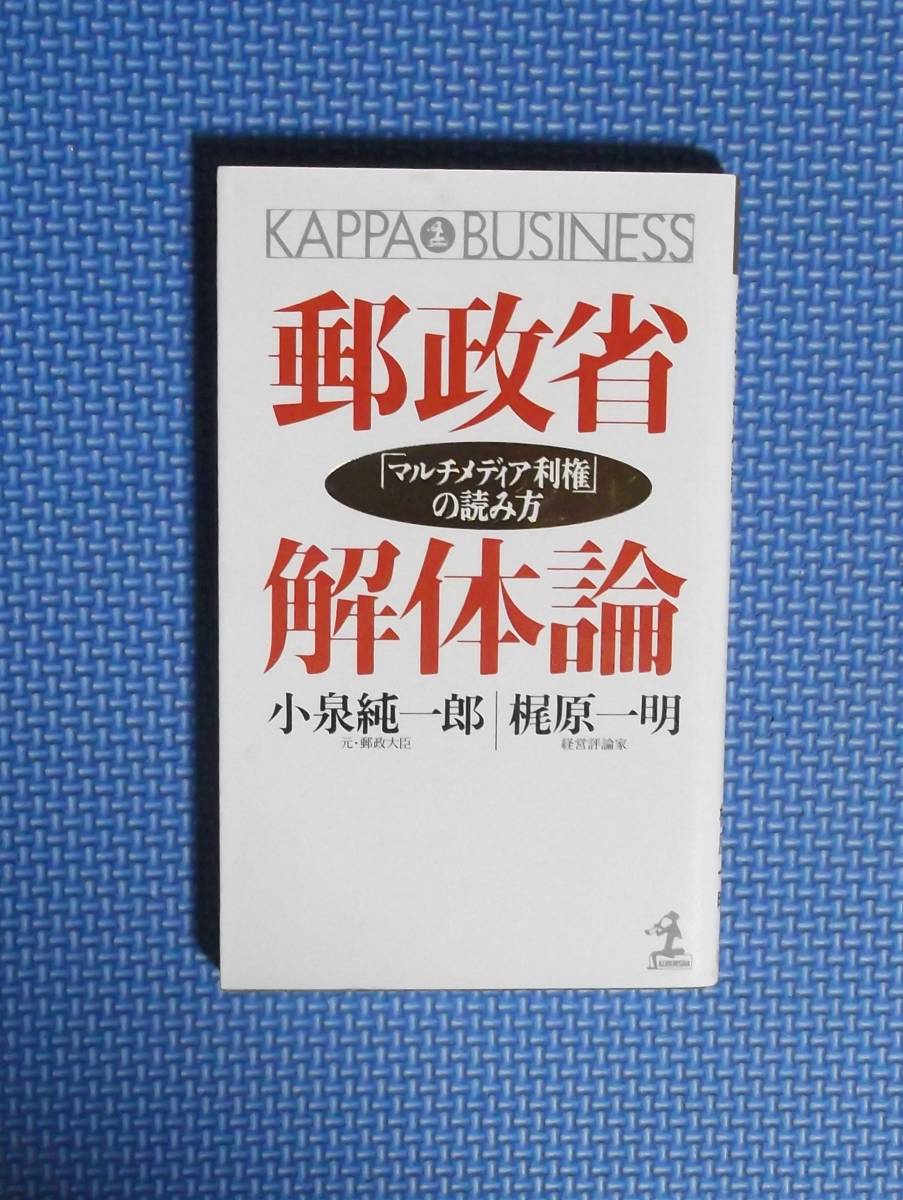 KAPPA BUSINESS
郵政省
「マルチメディア利権」
の読み方
解体論
小泉純一郎 梶原一明
元・郵政大臣 経営評論家
KOBUNSHA